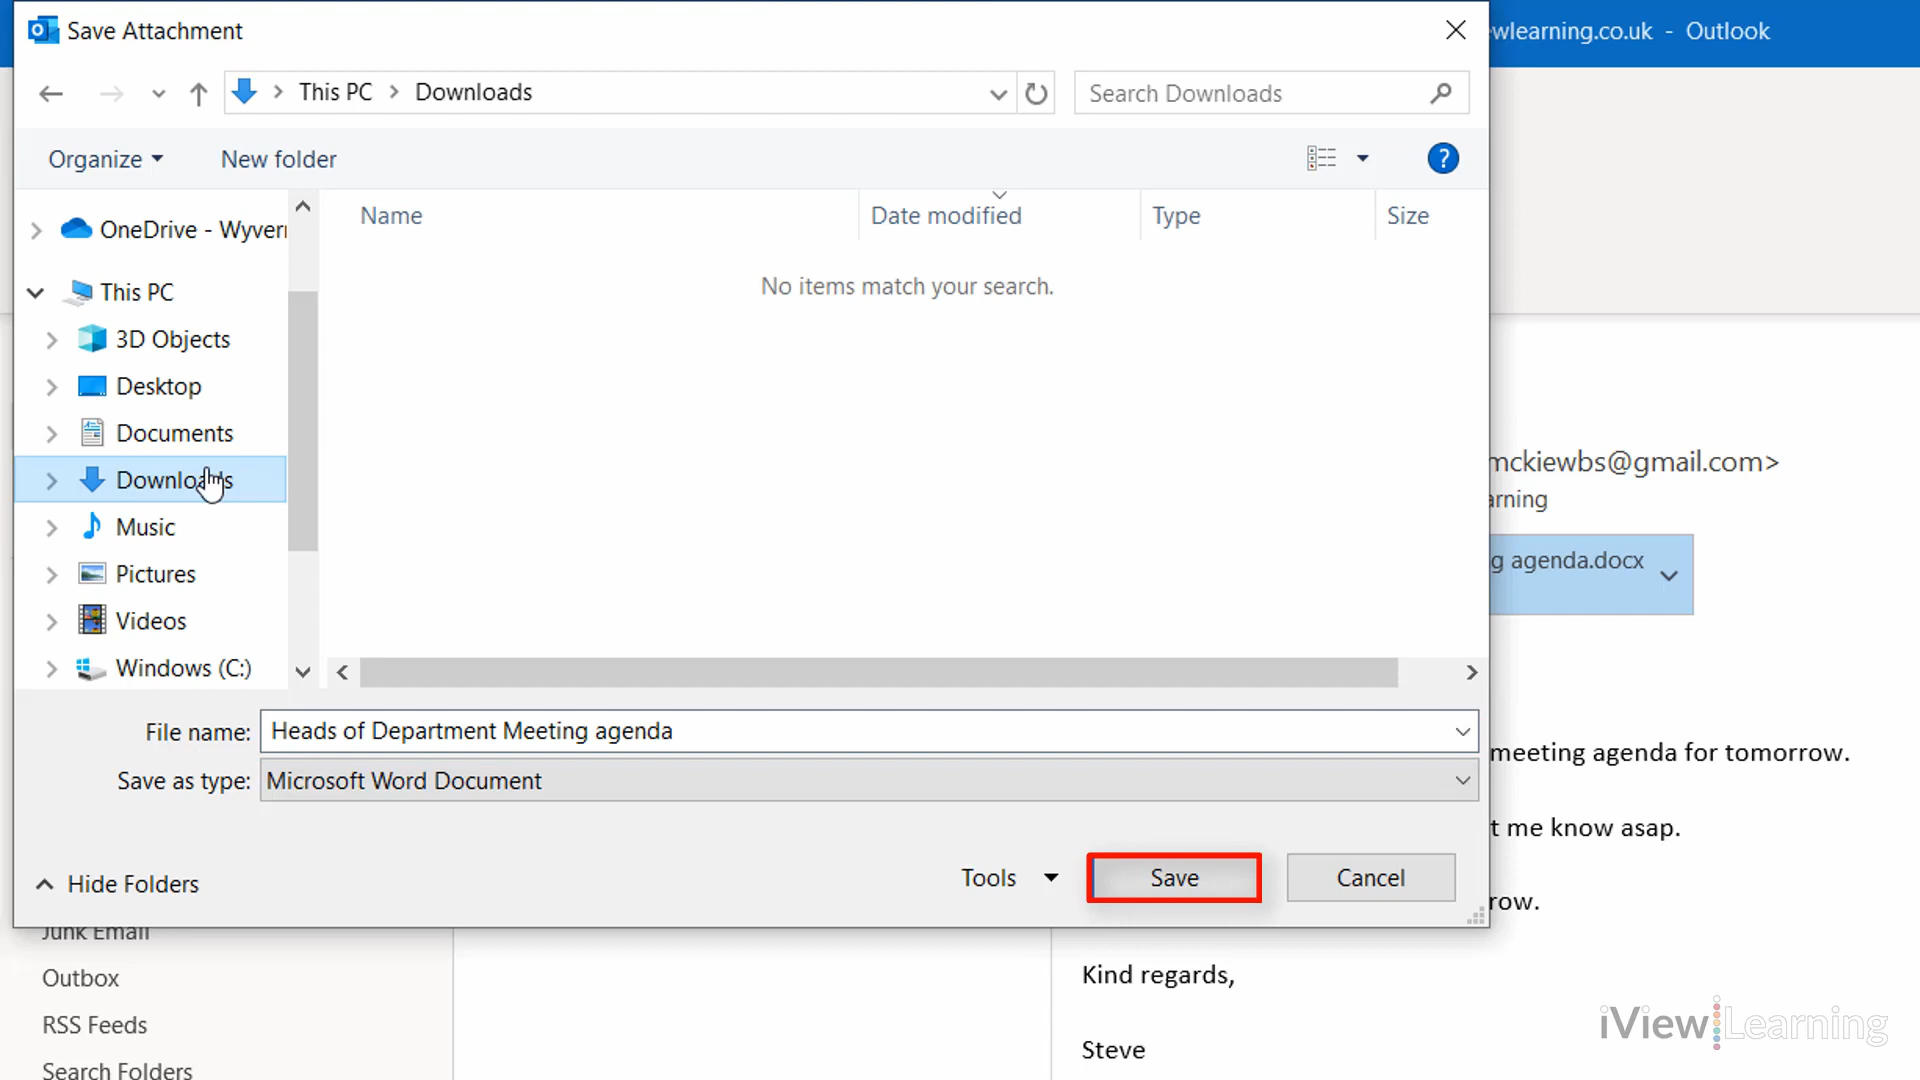 Save Attachment
wlearning.co.uk - Outlook
This PC > Downloads
Search Downloads
Organize
New folder
?
Name
Date modified
Type
Size
No items match your search.
OneDrive - Wyver
This PC
3D Objects
Desktop
Documents
Downloads
Music
Pictures
Videos
Windows (C:)
mckiewbs@gmail.com>
arning
g agenda.docx
File name: Heads of Department Meeting agenda
Save as type: Microsoft Word Document
meeting agenda for tomorrow.
t me know asap.
Hide Folders
Tools
Save
Cancel
row.
Junk Email
Outbox
RSS Feeds
Search Folders
Kind regards,
Steve
iView Learning